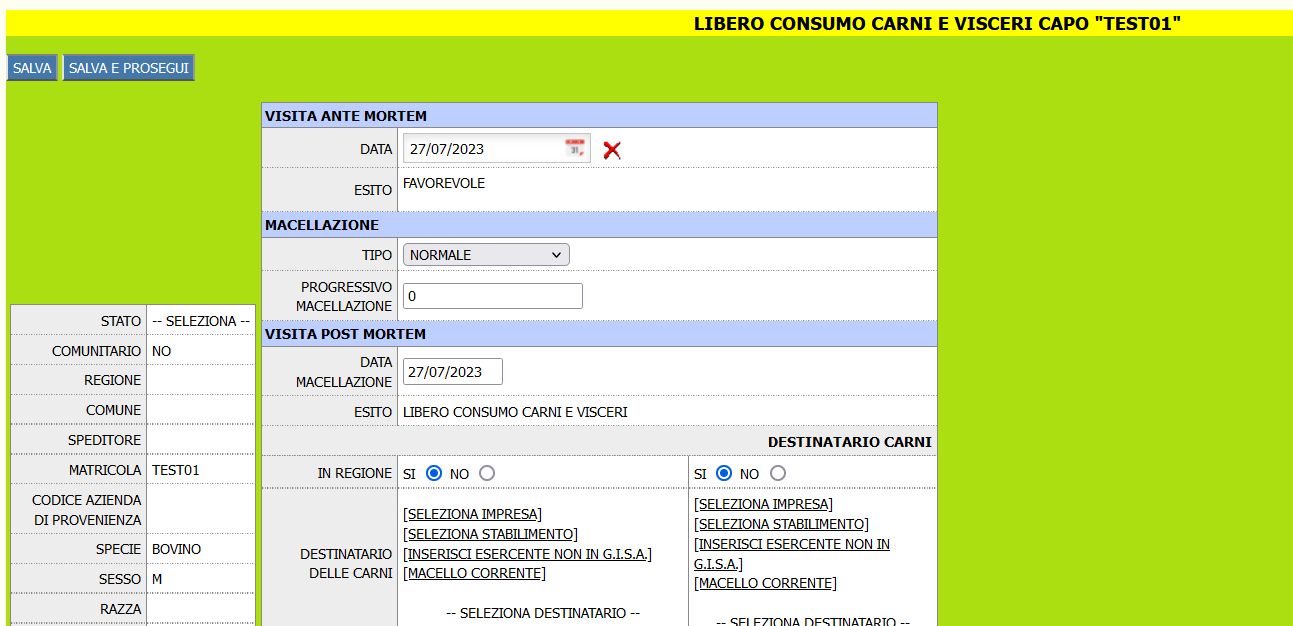 LIBERO CONSUMO CARNI E VISCERI CAPO "TEST01"
SALVA SALVA E PROSEGUI
VISITA ANTE MORTEM
DATA 27/07/2023
ESITO FAVOREVOLE
MACELLAZIONE
TIPO NORMALE
PROGRESSIVO
MACELLAZIONE 0
VISITA POST MORTEM
DATA
MACELLAZIONE 27/07/2023
ESITO LIBERO CONSUMO CARNI E VISCERI
DESTINATARIO CARNI
IN REGIONE SI NO SI NO
DESTINATARIO
DELLE CARNI
[SELEZIONA IMPRESA]
[SELEZIONA STABILIMENTO]
[INSERISCI ESERCENTE NON IN G.I.S.A.]
[MACELLO CORRENTE]
-- SELEZIONA DESTINATARIO --
[SELEZIONA IMPRESA]
[SELEZIONA STABILIMENTO]
[INSERISCI ESERCENTE NON IN
G.I.S.A.]
[MACELLO CORRENTE]
-- SELEZIONA DESTINATARIO --
STATO -- SELEZIONA --
COMUNITARIO NO
REGIONE
COMUNE
SPEDITORE
MATRICOLA TEST01
CODICE AZIENDA
DI PROVENIENZA
SPECIE BOVINO
SESSO M
RAZZA